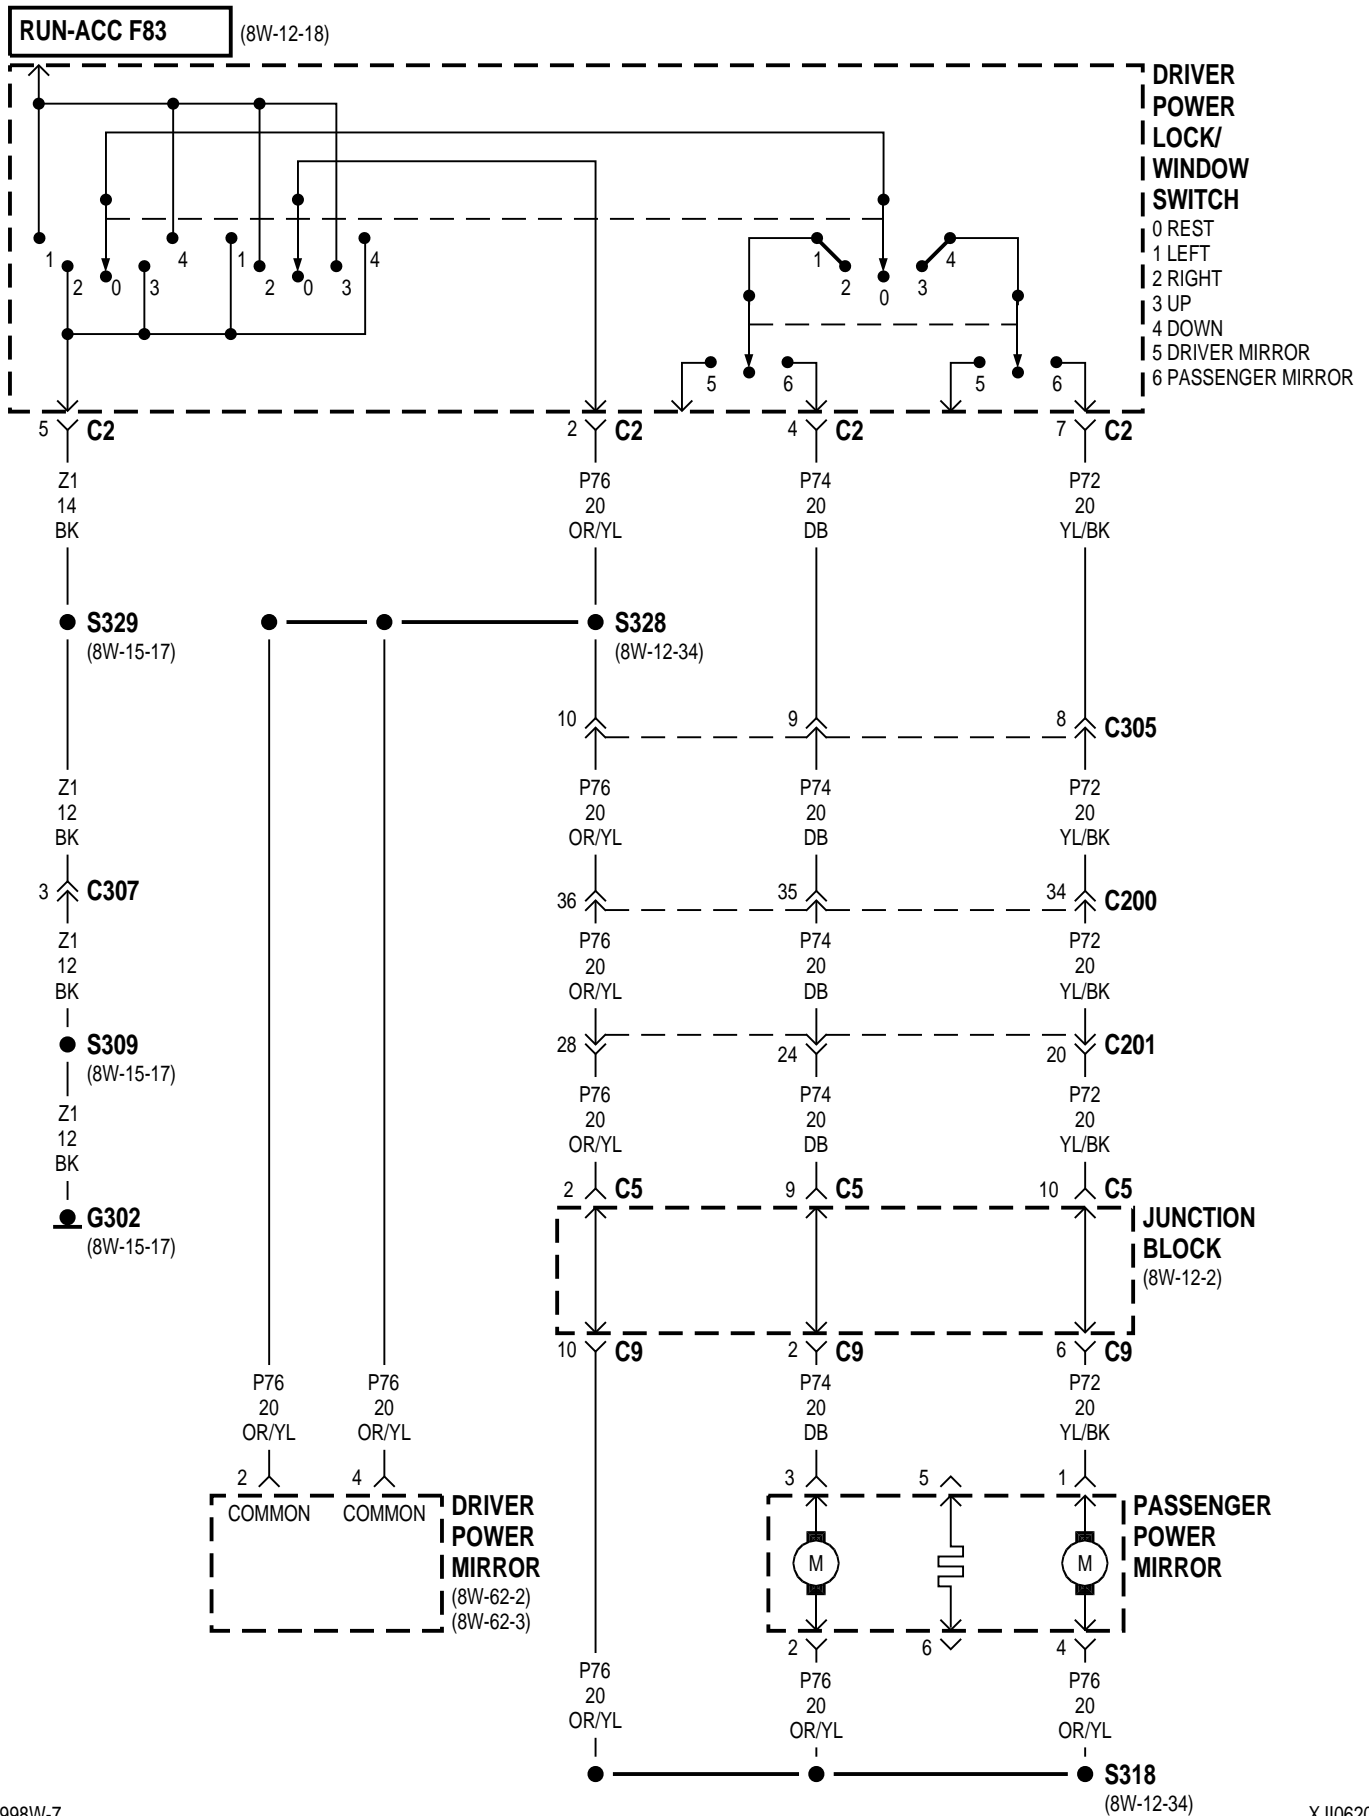 RUN-ACC F83 (8W-12-18)
DRIVER
POWER
LOCK/
WINDOW
SWITCH
0 REST
1 LEFT
2 RIGHT
3 UP
4 DOWN
5 DRIVER MIRROR
6 PASSENGER MIRROR
1 2 0 3 4 1 2 0 3 4 1 2 0 3 4
5 6 5 6
5 C2 2 C2 4 C2 7 C2
Z1 P76 P74 P72
14 20 20 20
BK OR/YL DB YL/BK
S329 S328
(8W-15-17) (8W-12-34)
10 9 8 C305
Z1 P76 P74 P72
12 20 20 20
BK OR/YL DB YL/BK
3 C307 36 35 34 C200
Z1 P76 P74 P72
12 20 20 20
BK OR/YL DB YL/BK
S309 28 24 20 C201
(8W-15-17)
Z1 P76 P74 P72
12 20 20 20
BK OR/YL DB YL/BK
2 C5 9 C5 10 C5
G302
(8W-15-17)
JUNCTION
BLOCK
(8W-12-2)
10 C9 2 C9 6 C9
P76 P76 P74 P72
20 20 20 20
OR/YL OR/YL DB YL/BK
2 4 3 5 1
COMMON COMMON
DRIVER
POWER
MIRROR
(8W-62-2)
(8W-62-3)
M M
PASSENGER
POWER
MIRROR
2 6 4
P76 P76 P76
20 20 20
OR/YL OR/YL OR/YL
S318
(8W-12-34)
998W-7